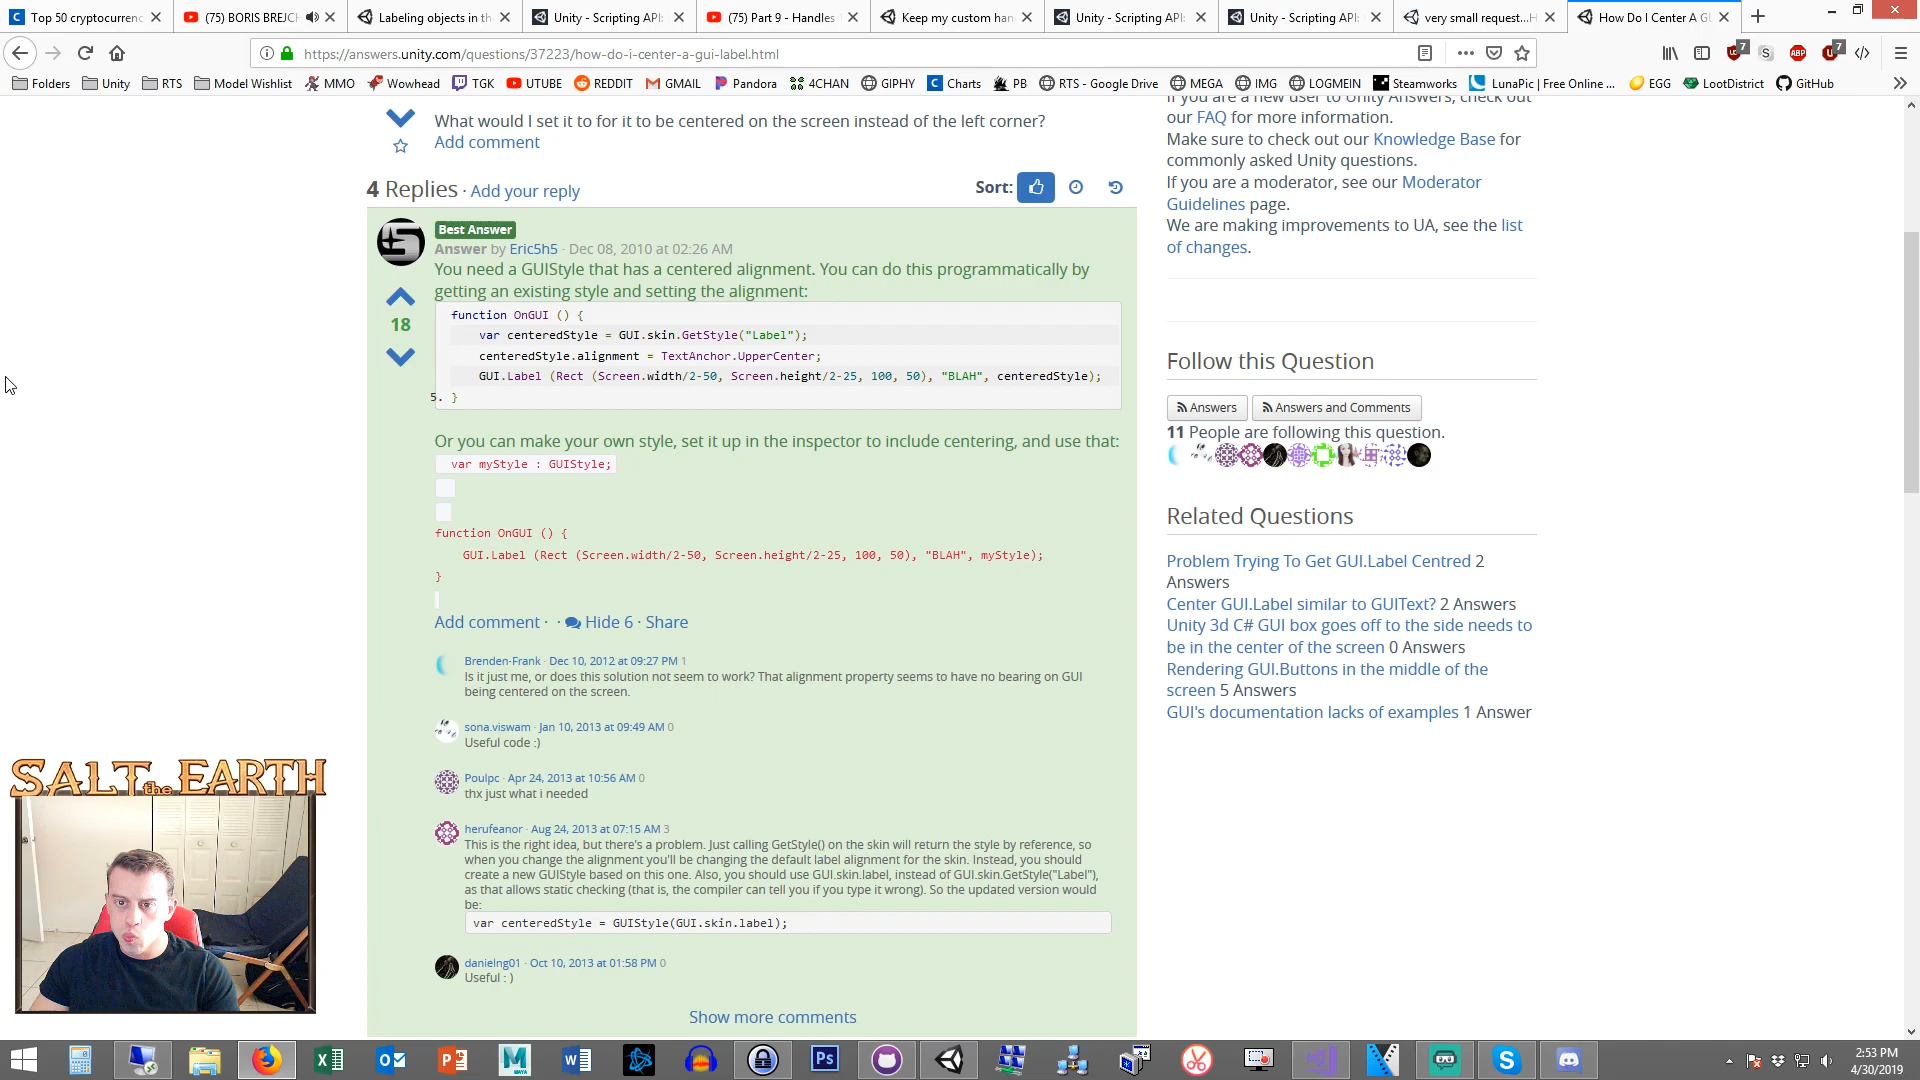 Top 50 cryptocurrenc
(75) BORIS BREJCH
Labeling objects in th
Unity - Scripting API:
(75) Part 9 - Handles
Keep my custom han
Unity - Scripting API:
Unity - Scripting API:
very small request...H
How Do I Center A GU
https://answers.unity.com/questions/37223/how-do-i-center-a-gui-label.html
7
7
Folders
Unity
RTS
Model Wishlist
MMO
Wowhead
TGK
UTUBE
REDDIT
GMAIL
Pandora
4CHAN
GIPHY
Charts
PB
RTS - Google Drive
MEGA
IMG
LOGMEIN
Steamworks
LunaPic | Free Online ...
EGG
LootDistrict
GitHub
What would I set it to for it to be centered on the screen instead of the left corner?
Add comment
4 Replies · Add your reply
Sort:
Best Answer
Answer by Eric5h5 · Dec 08, 2010 at 02:26 AM
You need a GUIStyle that has a centered alignment. You can do this programmatically by
getting an existing style and setting the alignment:
18
function OnGUI () {
var centeredStyle = GUI.skin.GetStyle("Label");
centeredStyle.alignment = TextAnchor.UpperCenter;
GUI.Label (Rect (Screen.width/2-50, Screen.height/2-25, 100, 50), "BLAH", centeredStyle);
5. }
Or you can make your own style, set it up in the inspector to include centering, and use that:
var myStyle : GUIStyle;
function OnGUI () {
GUI.Label (Rect (Screen.width/2-50, Screen.height/2-25, 100, 50), "BLAH", myStyle);
}
Add comment · · Hide 6 · Share
Brenden-Frank · Dec 10, 2012 at 09:27 PM 1
Is it just me, or does this solution not seem to work? That alignment property seems to have no bearing on GUI
being centered on the screen.
sona.viswam · Jan 10, 2013 at 09:49 AM 0
Useful code :)
Poulpc · Apr 24, 2013 at 10:56 AM 0
thx just what i needed
herufeanor · Aug 24, 2013 at 07:15 AM 3
This is the right idea, but there's a problem. Just calling GetStyle() on the skin will return the style by reference, so
when you change the alignment you'll be changing the default label alignment for the skin. Instead, you should
create a new GUIStyle based on this one. Also, you should use GUI.skin.label, instead of GUI.skin.GetStyle("Label"),
as that allows static checking (that is, the compiler can tell you if you type it wrong). So the updated version would
be:
var centeredStyle = GUIStyle(GUI.skin.label);
danielng01 · Oct 10, 2013 at 01:58 PM 0
Useful : )
Show more comments
If you are a new user to Unity Answers, check out
our FAQ for more information.
Make sure to check out our Knowledge Base for
commonly asked Unity questions.
If you are a moderator, see our Moderator
Guidelines page.
We are making improvements to UA, see the list
of changes.
Follow this Question
Answers
Answers and Comments
11 People are following this question.
Related Questions
Problem Trying To Get GUI.Label Centred 2
Answers
Center GUI.Label similar to GUIText? 2 Answers
Unity 3d C# GUI box goes off to the side needs to
be in the center of the screen 0 Answers
Rendering GUI.Buttons in the middle of the
screen 5 Answers
GUI's documentation lacks of examples 1 Answer
SALT the EARTH
2:53 PM
4/30/2019